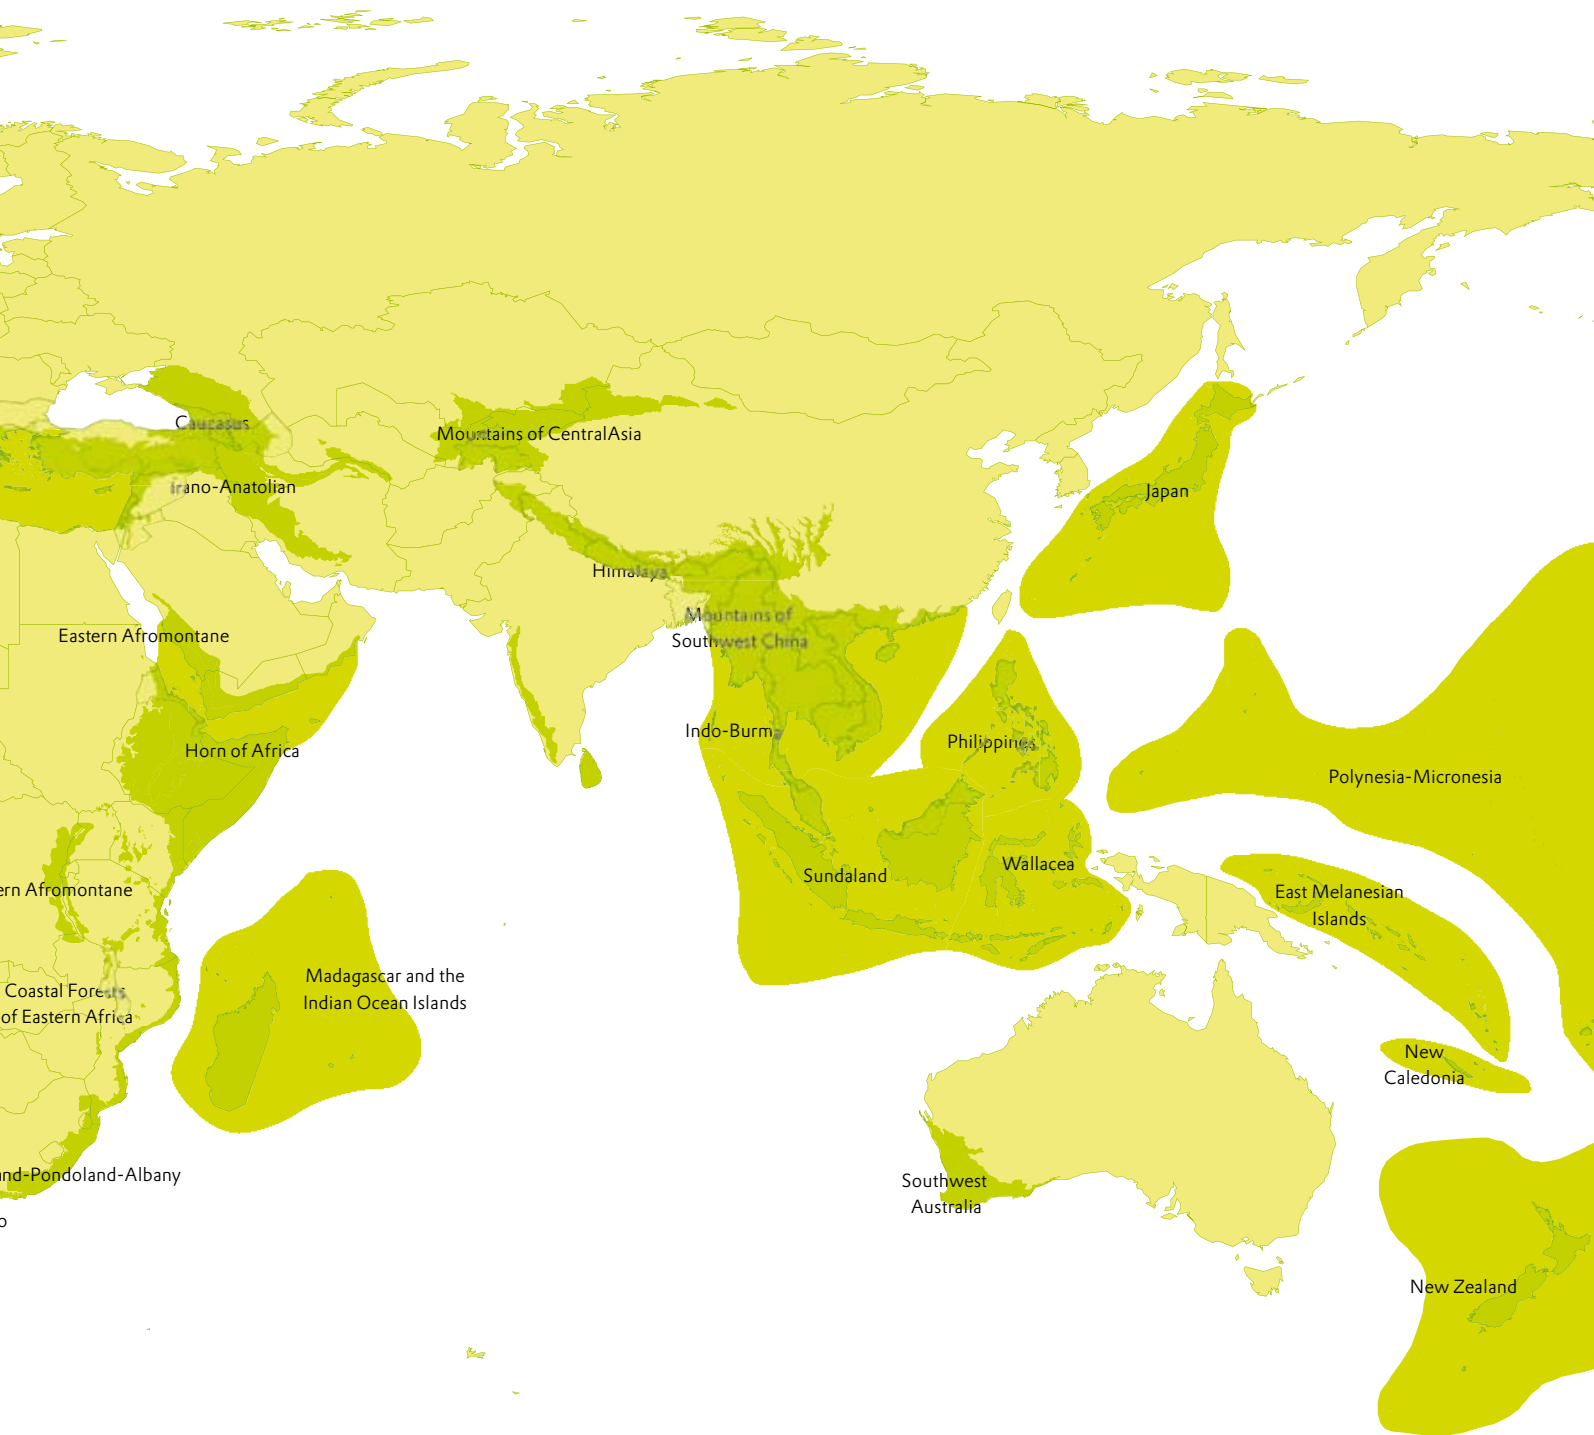 Caucasus
Mountains of CentralAsia
Irano-Anatolian
Japan
Himalaya
Mountains of
Southwest China
Eastern Afromontane
Indo-Burma
Horn of Africa
Philippines
Polynesia-Micronesia
Wallacea
Sundaland
ern Afromontane
East Melanesian
Islands
Madagascar and the
Indian Ocean Islands
Coastal Forests
of Eastern Africa
New
Caledonia
and-Pondoland-Albany
Southwest
Australia
o
New Zealand